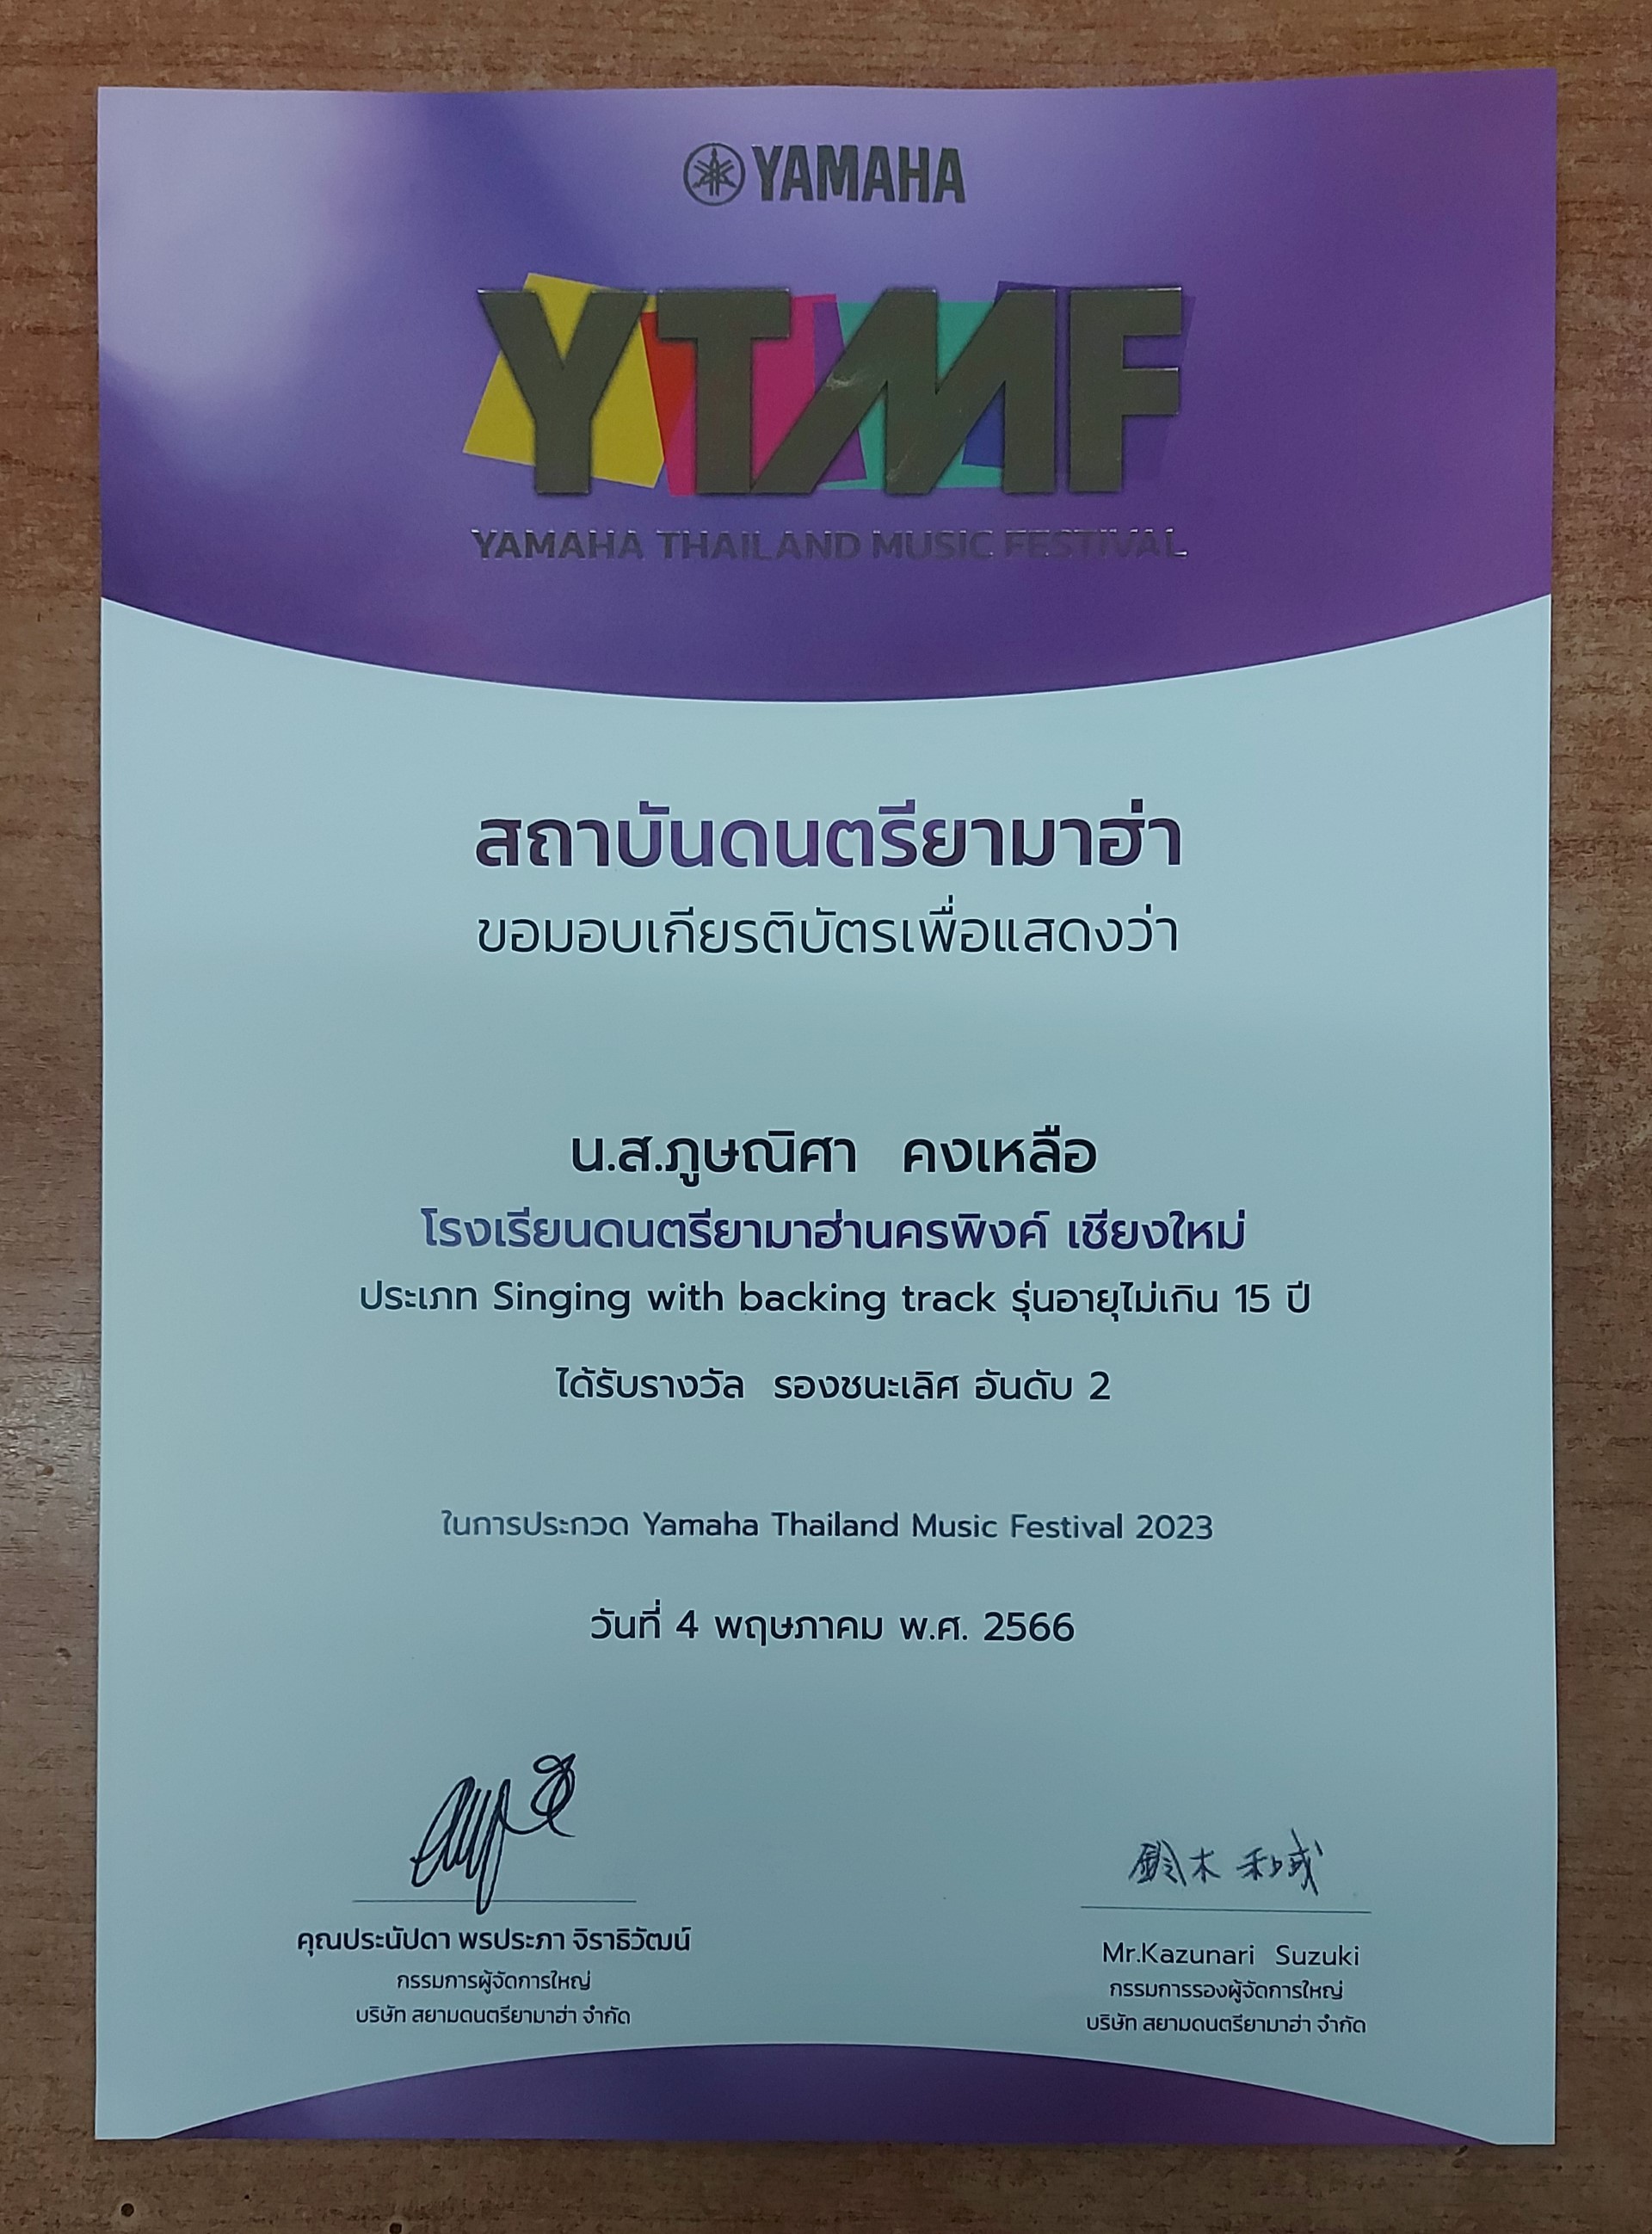 YAMAHA
YTMF
YAMAHA THAILAND MUSIC FESTIVAL
สถาบันดนตรียามาฮ่า
ขอมอบเกียรติบัตรเพื่อแสดงว่า
น.ส.ภูษณิศา คงเหลือ
โรงเรียนดนตรียามาฮ่านครพิงค์ เชียงใหม่
ประเภท Singing with backing track รุ่นอายุไม่เกิน 15 ปี
ได้รับรางวัล รองชนะเลิศ อันดับ 2
ในการประกวด Yamaha Thailand Music Festival 2023
วันที่ 4 พฤษภาคม พ.ศ. 2566
鈴木
คุณประนัปดา พรประภา จิราธิวัฒน์
กรรมการผู้จัดการใหญ่
บริษัท สยามดนตรียามาฮ่า จำกัด
Mr.Kazunari Suzuki
กรรมการรองผู้จัดการใหญ่
บริษัท สยามดนตรียามาฮ่า จำกัด